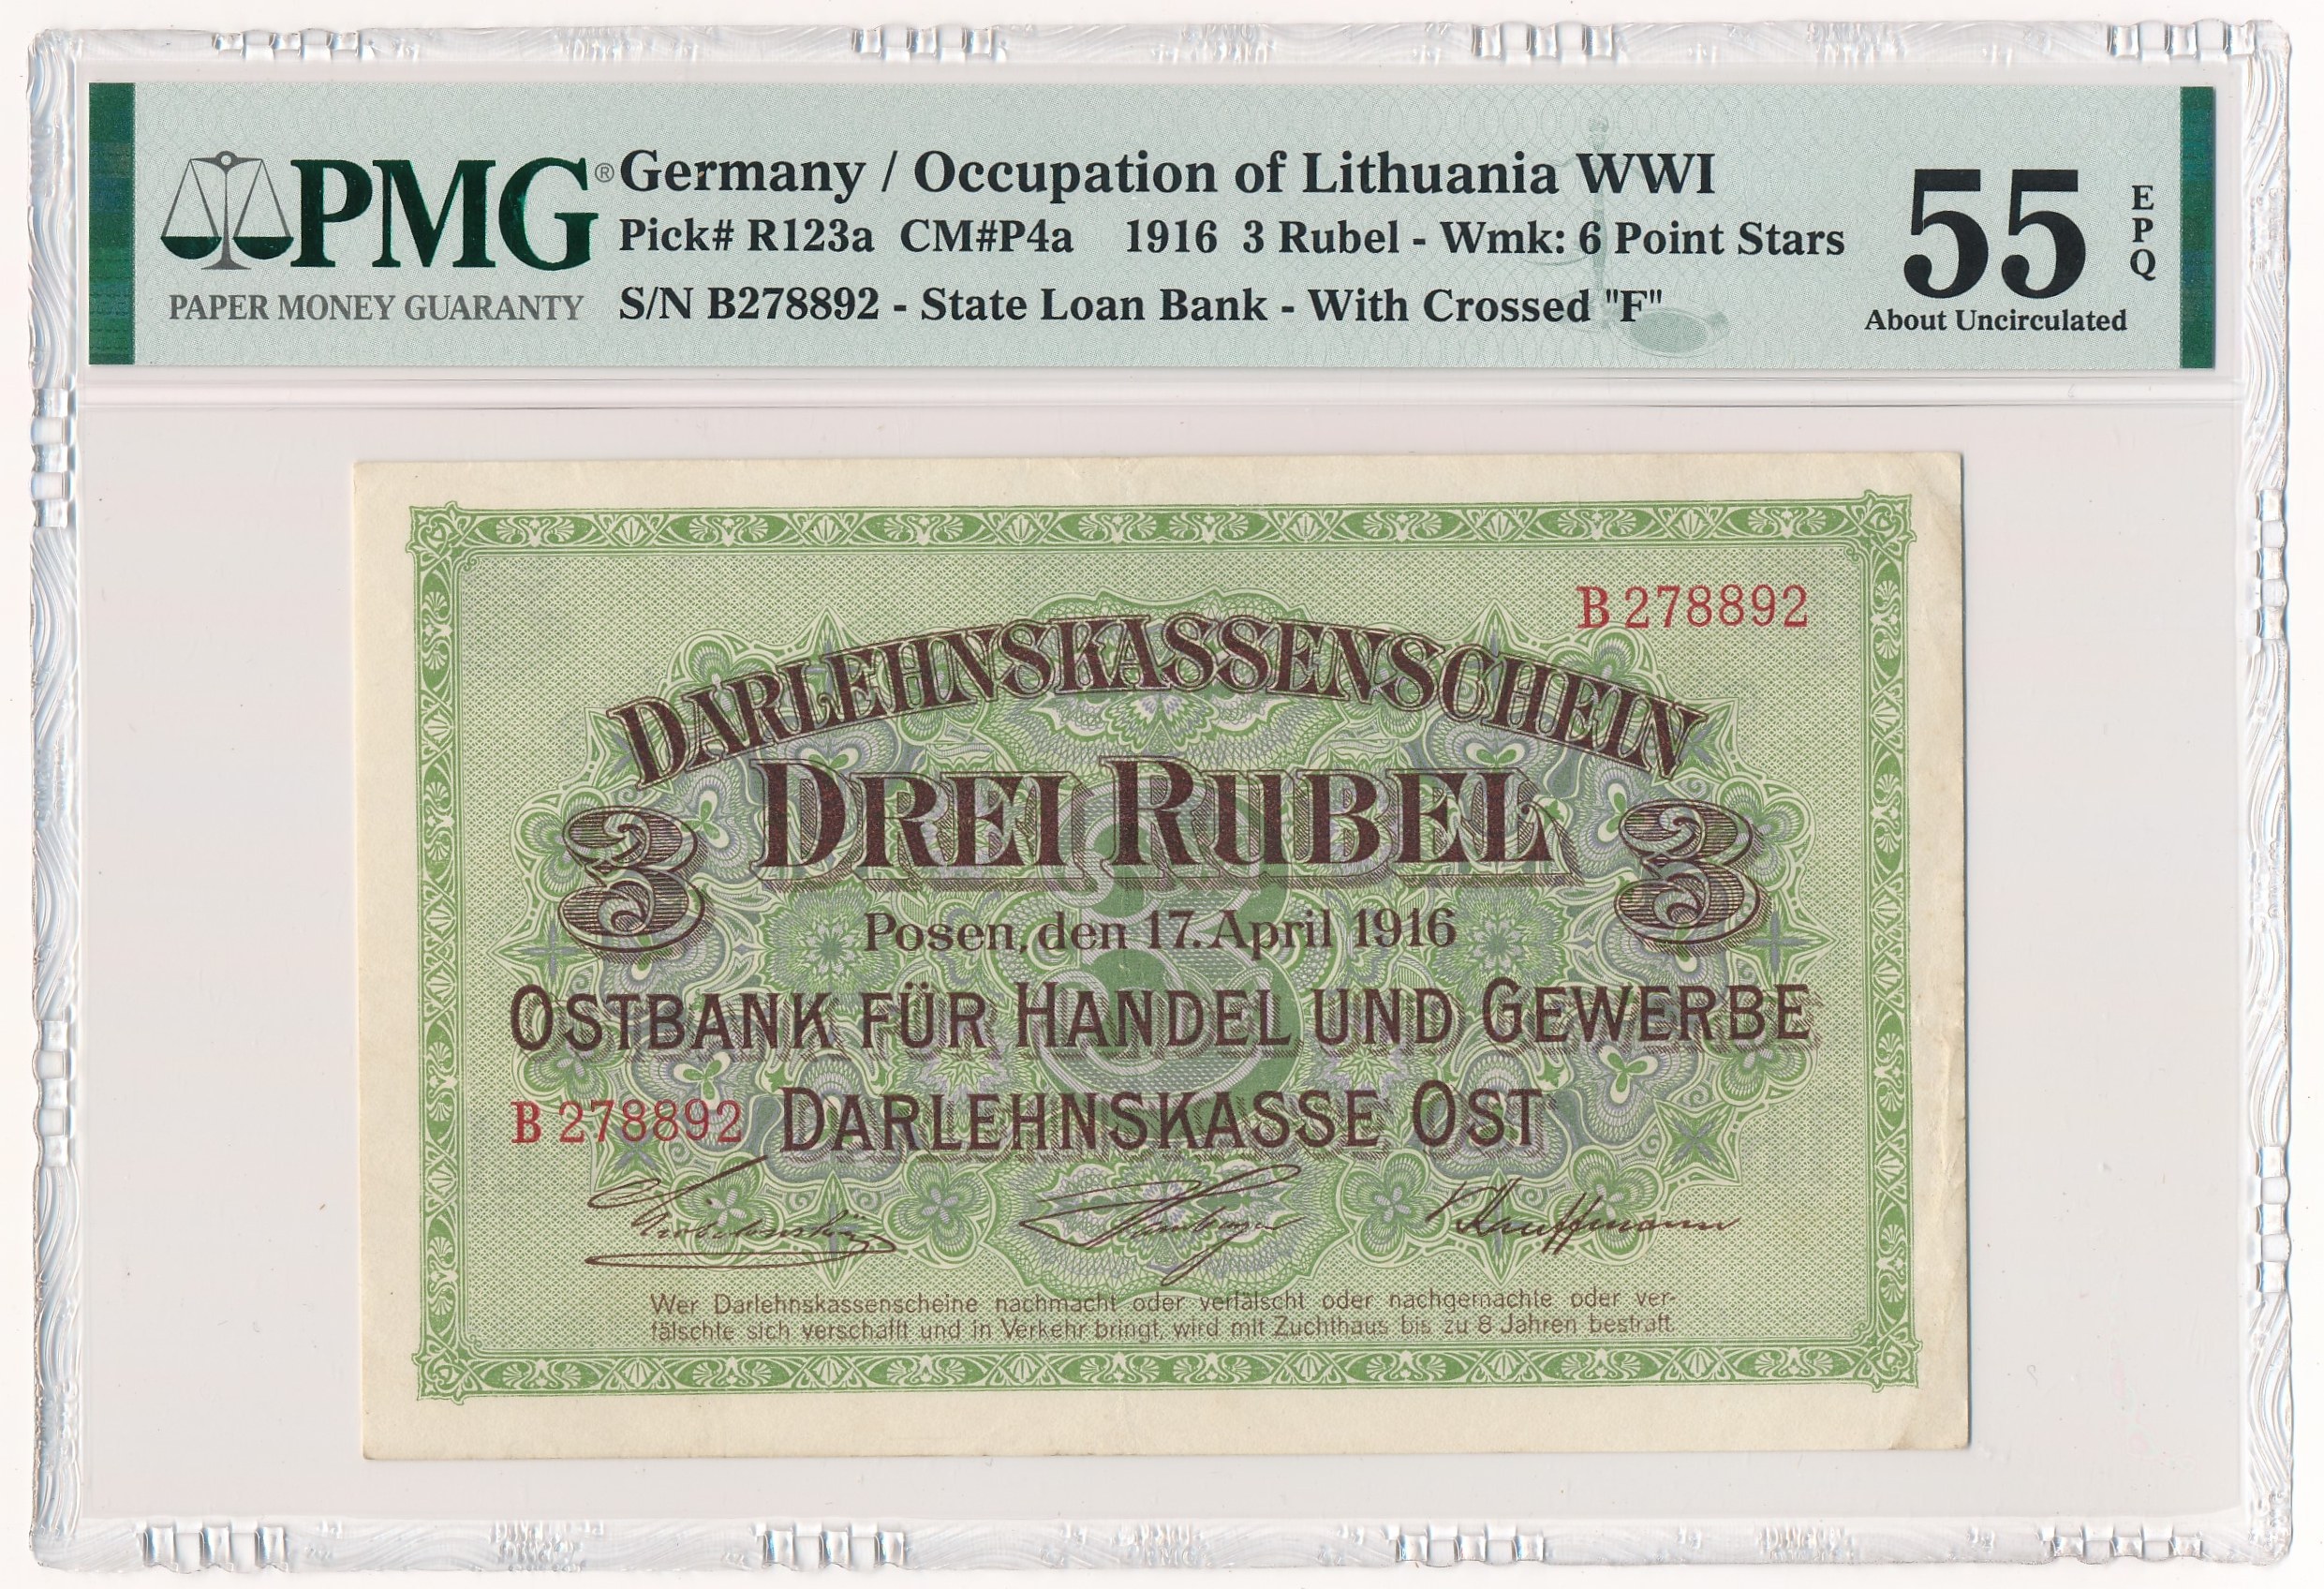 PMG® Germany / Occupation of Lithuania WWI
Pick# R123a CM#P4a 1916 3 Rubel - Wmk: 6 Point Stars
S/N B278892 - State Loan Bank - With Crossed "F"
PAPER MONEY GUARANTY
55
EPQ
About Uncirculated
B 278892
DARLEHNSKASSENSCHEIN
3 DREI RUBEL 3
3
Posen, den 17. April 1916
OSTBANK FÜR HANDEL UND GEWERBE
B 278892 DARLEHNSKASSE OST
Hamburger Kauffmann
Wer Darlehnskassenscheine nachmacht oder verfälscht oder nachgemachte oder ver-
fälschte sich verschafft und in Verkehr bringt, wird mit Zuchthaus bis zu 8 Jahren bestraft.